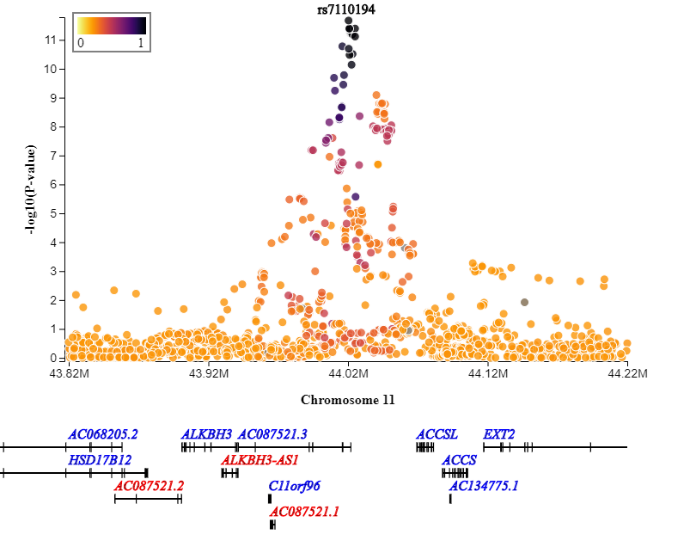 rs7110194
0 1
11
10
9
8
7
6
5
4
3
2
1
0
-log10(P-value)
43.82M 43.92M 44.02M 44.12M 44.22M
Chromosome 11
AC068205.2 ALKBH3 AC087521.3 ACCSL EXT2
HSD17B12 ALKBH3-AS1 ACCS
AC087521.2 C11orf96 AC134775.1
AC087521.1